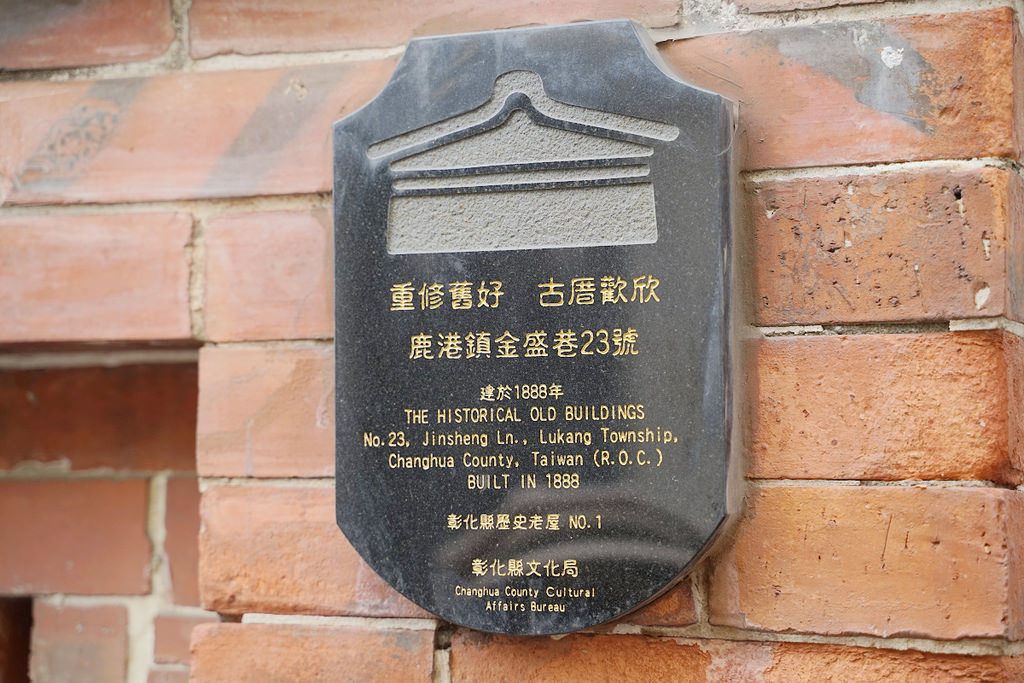 重修舊好　古厝歡欣
鹿港鎮金盛巷23號
建於1888年
THE HISTORICAL OLD BUILDINGS
No.23, Jinsheng Ln., Lukang Township,
Changhua County, Taiwan (R.O.C.)
BUILT IN 1888
彰化縣歷史老屋 NO.1
彰化縣文化局
Changhua County Cultural
Affairs Bureau